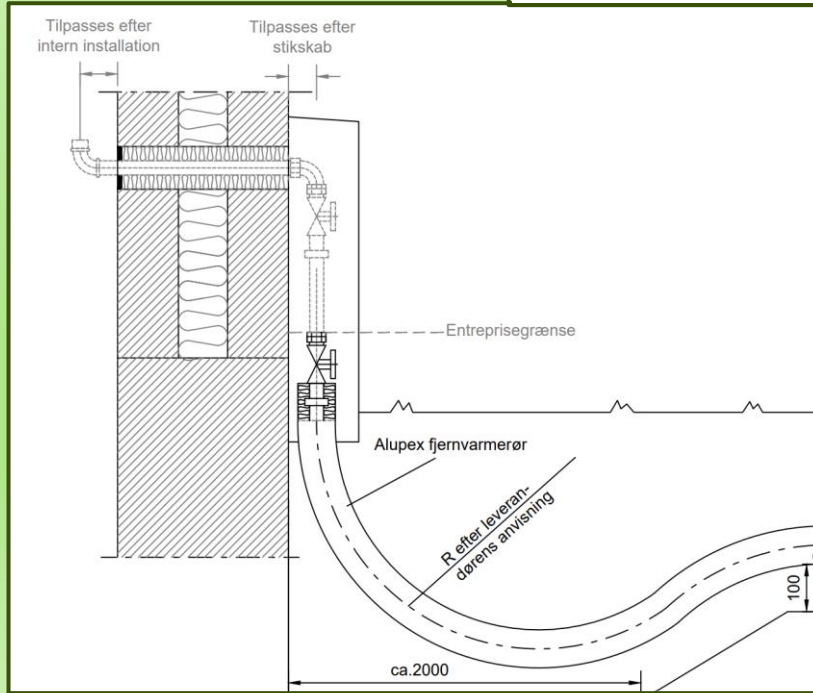 Tilpasses efter
intern installation
Tilpasses efter
stikskab
Entreprisegrænse
Alupex fjernvarmerør
R efter leveran-
dørens anvisning
100
ca.2000